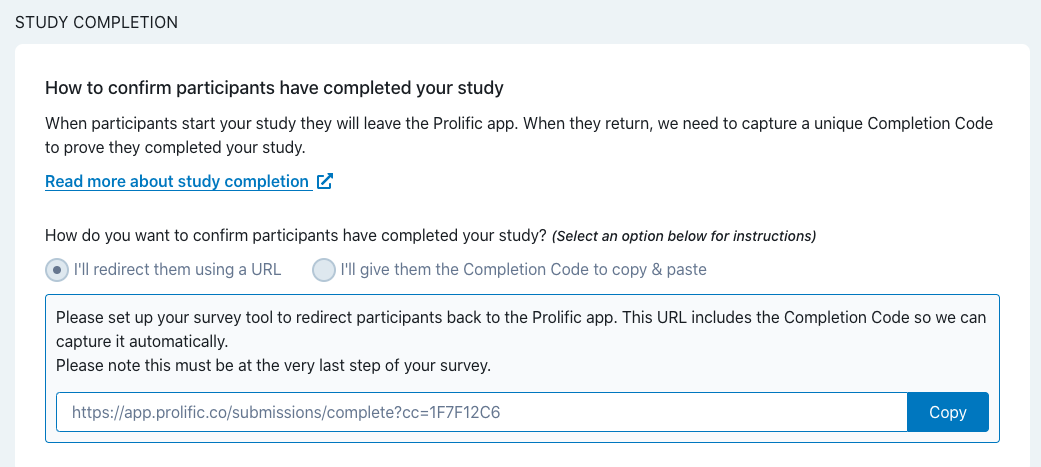 STUDY COMPLETION
How to confirm participants have completed your study
When participants start your study they will leave the Prolific app. When they return, we need to capture a unique Completion Code
to prove they completed your study.
Read more about study completion
How do you want to confirm participants have completed your study? (Select an option below for instructions)
I'll redirect them using a URL I'll give them the Completion Code to copy & paste
Please set up your survey tool to redirect participants back to the Prolific app. This URL includes the Completion Code so we can
capture it automatically.
Please note this must be at the very last step of your survey.
https://app.prolific.co/submissions/complete?cc=1F7F12C6 Copy